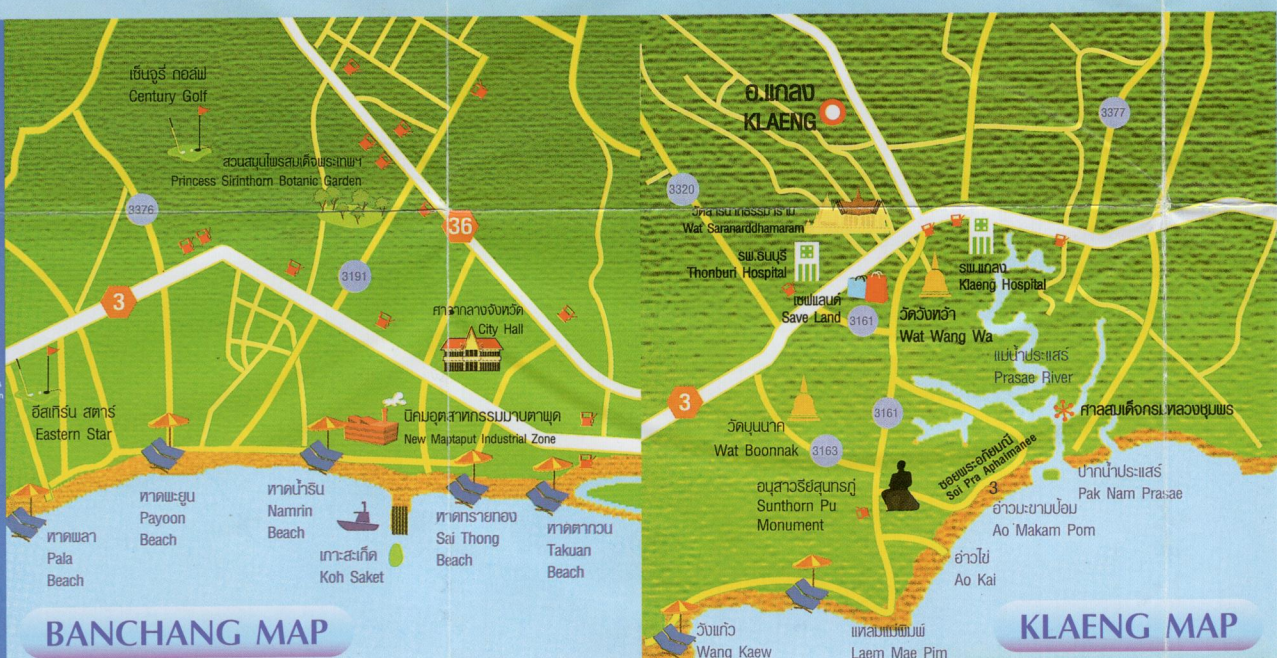 เซ็นจูรี่ กอล์ฟ
Century Golf
สวนสมุนไพรสมเด็จพระเทพฯ
Princess Sirinthorn Botanic Garden
3376
36
3191
3
ศาลากลางจังหวัด
City Hall
อีสเทิร์น สตาร์
Eastern Star
นิคมอุตสาหกรรมมาบตาพุด
New Maptaput Industrial Zone
หาดพลา
Pala
Beach
หาดพะยูน
Payoon
Beach
หาดน้ำริน
Namrin
Beach
เกาะสะเก็ด
Koh Saket
หาดทรายทอง
Sai Thong
Beach
หาดตากวน
Takuan
Beach
BANCHANG MAP
อ.แกลง
KLAENG
3377
3320
วัดสารนาถธรรมาราม
Wat Saranarddhamaram
รพ.ธนบุรี
Thonburi Hospital
รพ.แกลง
Klaeng Hospital
เซฟแลนด์
Save Land
3161
วัดวังหว้า
Wat Wang Wa
แม่น้ำประแสร์
Prasae River
3
3161
ศาลสมเด็จกรมหลวงชุมพร
วัดบุนนาค
Wat Boonnak
3163
ซอยพระอภัยมณี
Soi Pra Aphaimanee
3
อนุสาวรีย์สุนทรภู่
Sunthorn Pu
Monument
ปากน้ำประแสร์
Pak Nam Prasae
อ่าวมะขามป้อม
Ao Makam Pom
อ่าวไข่
Ao Kai
วังแก้ว
Wang Kaew
แหลมแม่พิมพ์
Laem Mae Pim
KLAENG MAP